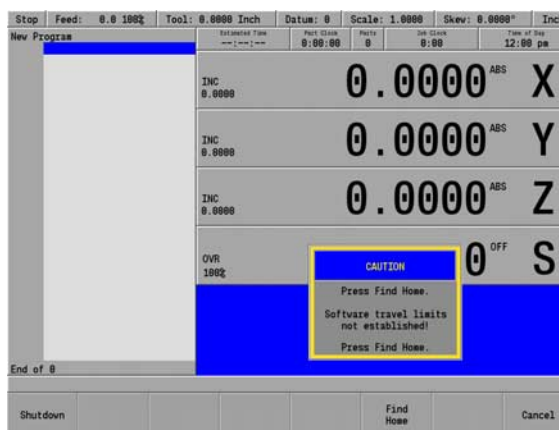 Stop Feed: 0.0 100% Tool: 0.0000 Inch Datum: 0 Scale: 1.0000 Skew: 0.0000° Inc
New Program
Estimated Time Part Clock Parts Job Clock Time of Day
--:--:-- 0:00:00 0 0:00 12:00 pm
INC 0.0000 0.0000 ABS X
INC 0.0000 0.0000 ABS Y
INC 0.0000 0.0000 ABS Z
OVR 100% 0 OFF S
CAUTION
Press Find Home.
Software travel limits
not established!
Press Find Home.
End of 0
Shutdown Find Home Cancel